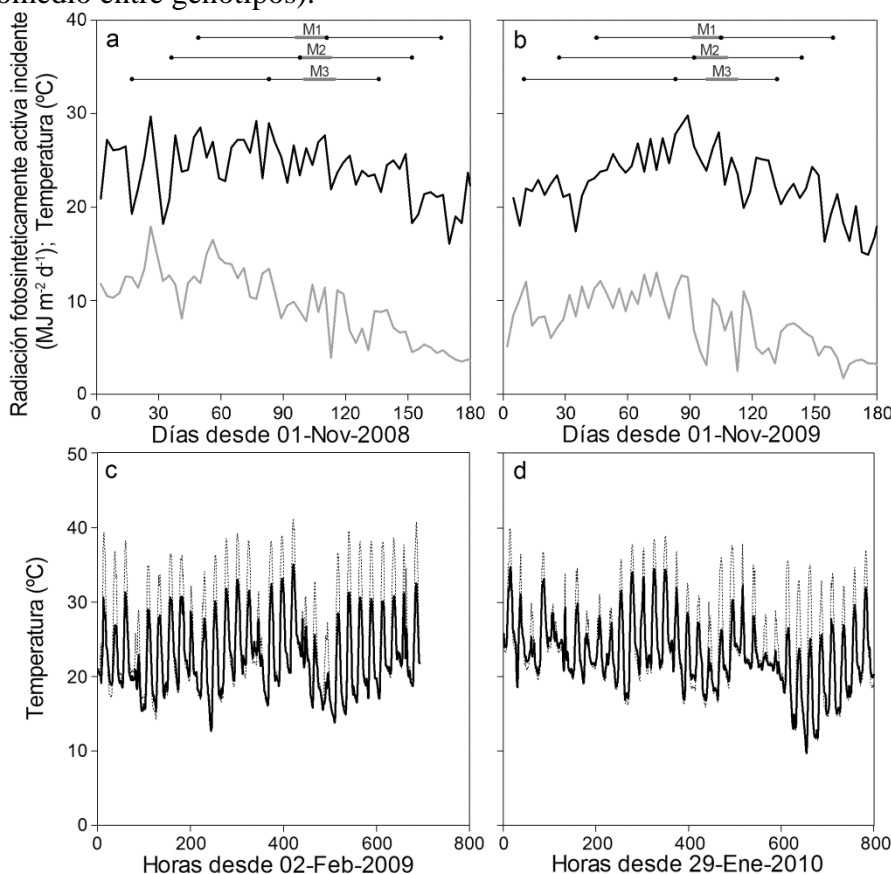 omedio entre genotipos).
Radiación fotosintéticamente activa incidente
(MJ m-2 d-1); Temperatura (ºC)
40
30
20
10
0
a
M1
M2
M3
b
M1
M2
M3
0 30 60 90 120 150 180
0 30 60 90 120 150 180
Días desde 01-Nov-2008
Días desde 01-Nov-2009
Temperatura (ºC)
50
40
30
20
10
0
c
d
0 200 400 600 800
0 200 400 600 800
Horas desde 02-Feb-2009
Horas desde 29-Ene-2010